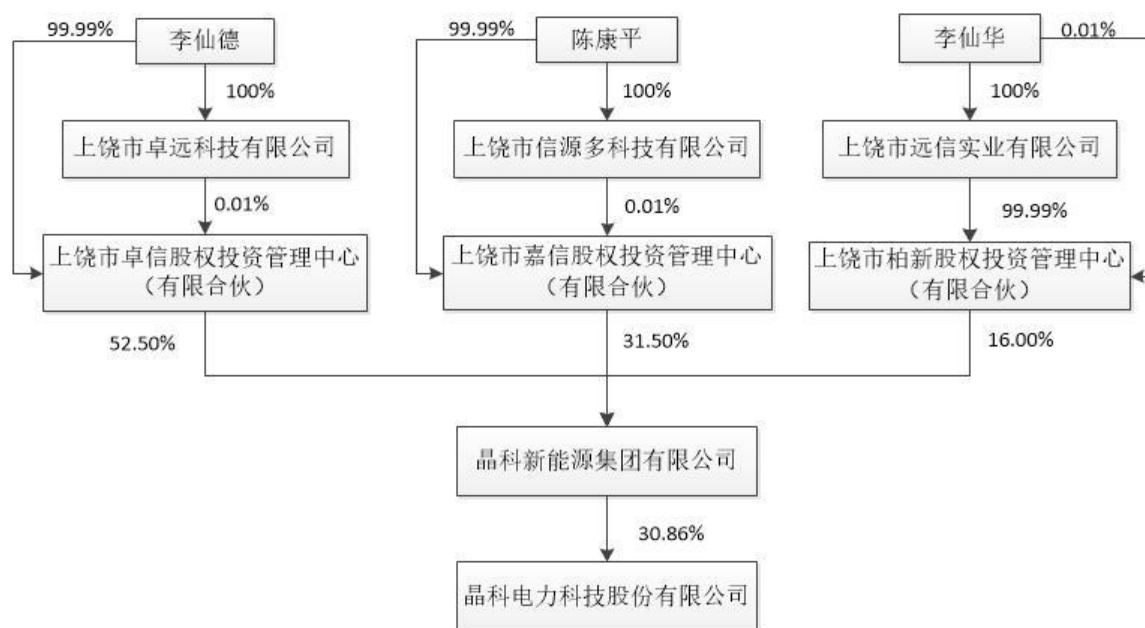 99.99%
李仙德
99.99%
陈康平
李仙华
0.01%
100%
100%
100%
上饶市卓远科技有限公司
上饶市信源多科技有限公司
上饶市远信实业有限公司
0.01%
0.01%
99.99%
上饶市卓信股权投资管理中心
（有限合伙）
上饶市嘉信股权投资管理中心
（有限合伙）
上饶市柏新股权投资管理中心
（有限合伙）
52.50%
31.50%
16.00%
晶科新能源集团有限公司
30.86%
晶科电力科技股份有限公司